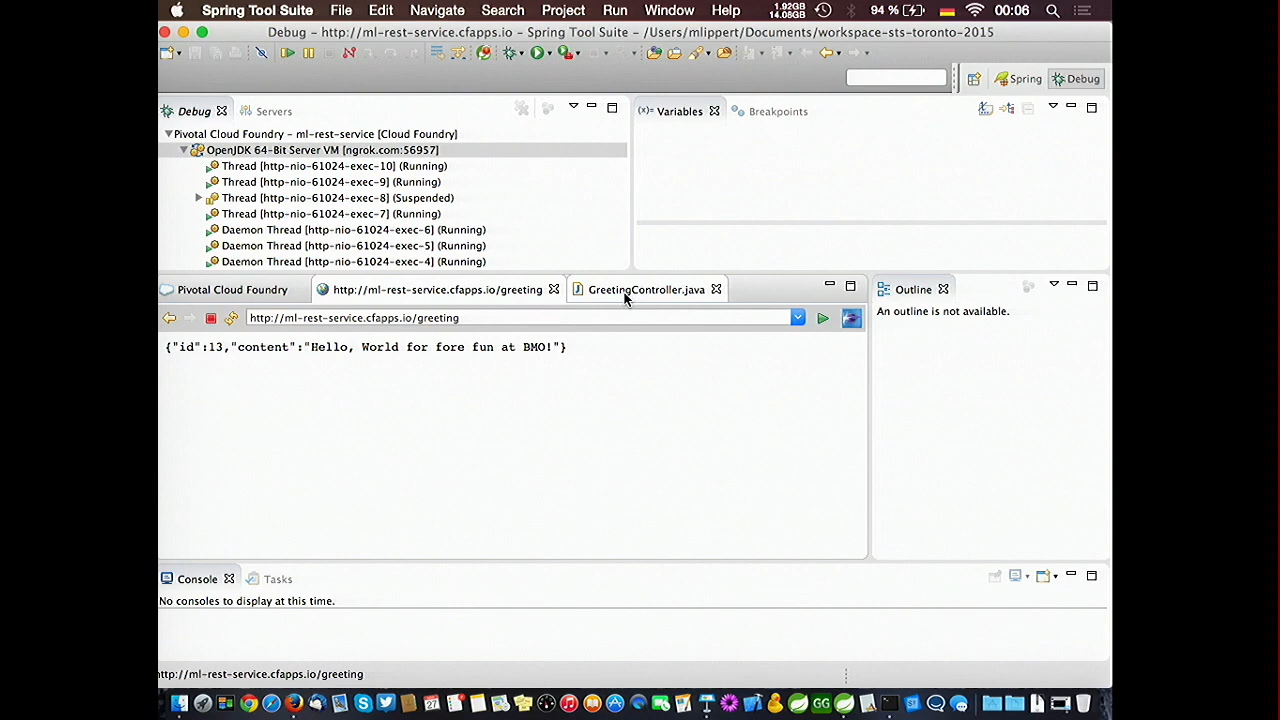 Spring Tool Suite File Edit Navigate Search Project Run Window Help 1.92GB 14.08GB 94 % 00:06
Debug - http://ml-rest-service.cfapps.io - Spring Tool Suite - /Users/mlippert/Documents/workspace-sts-toronto-2015
Spring Debug
Debug Servers
Pivotal Cloud Foundry - ml-rest-service [Cloud Foundry]
OpenJDK 64-Bit Server VM [ngrok.com:56957]
Thread [http-nio-61024-exec-10] (Running)
Thread [http-nio-61024-exec-9] (Running)
Thread [http-nio-61024-exec-8] (Suspended)
Thread [http-nio-61024-exec-7] (Running)
Daemon Thread [http-nio-61024-exec-6] (Running)
Daemon Thread [http-nio-61024-exec-5] (Running)
Daemon Thread [http-nio-61024-exec-4] (Running)
(x)= Variables Breakpoints
Pivotal Cloud Foundry http://ml-rest-service.cfapps.io/greeting GreetingController.java
http://ml-rest-service.cfapps.io/greeting
{"id":13,"content":"Hello, World for fore fun at BMO!"}
Outline
An outline is not available.
Console Tasks
No consoles to display at this time.
http://ml-rest-service.cfapps.io/greeting
27
GG